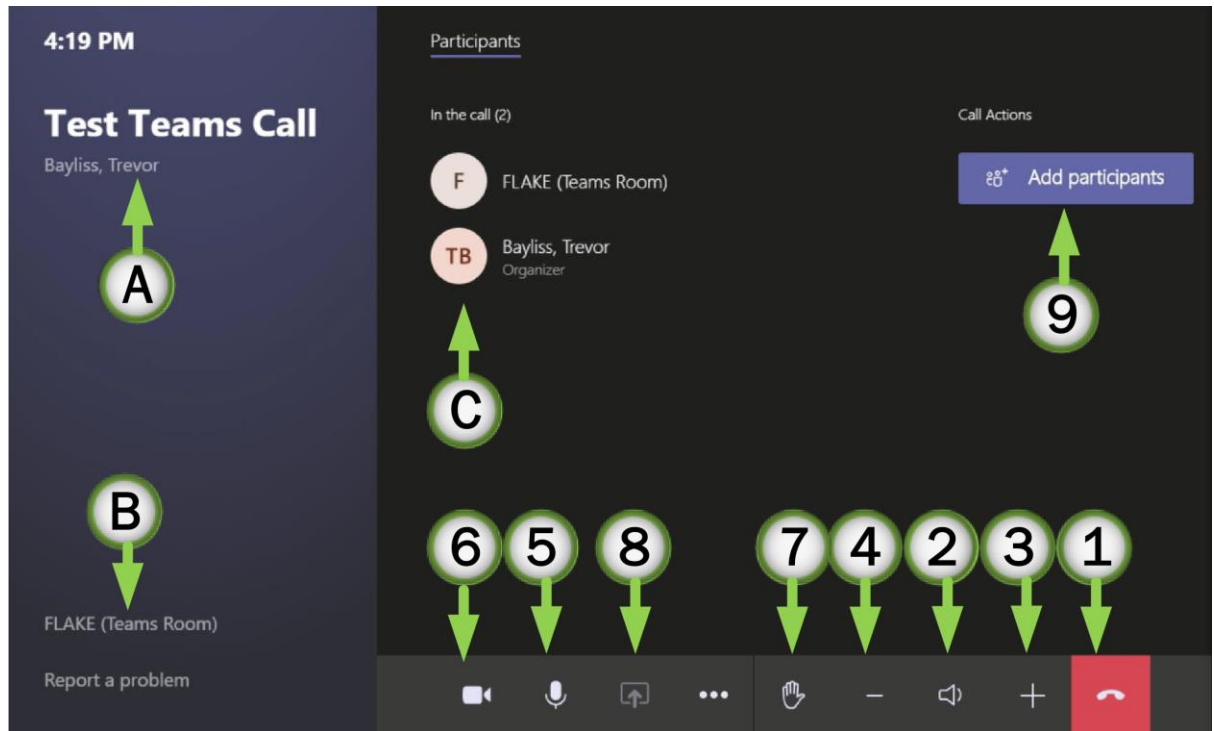 4:19 PM
Test Teams Call
Bayliss, Trevor
A
B
FLAKE (Teams Room)
Report a problem
Participants
In the call (2)
F FLAKE (Teams Room)
TB Bayliss, Trevor
Organizer
C
Call Actions
Add participants
9
6 5 8 7 4 2 3 1